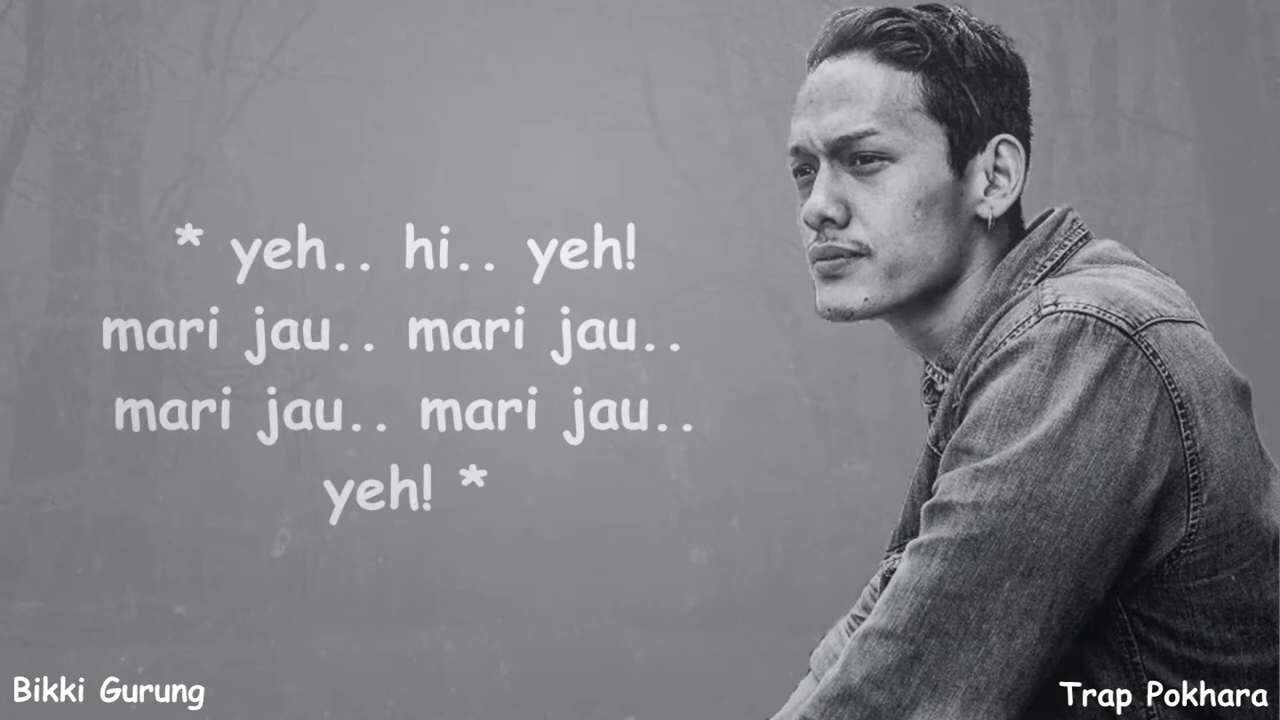 * yeh.. hi.. yeh!
mari jau.. mari jau..
mari jau.. mari jau..
yeh! *
Bikki Gurung
Trap Pokhara